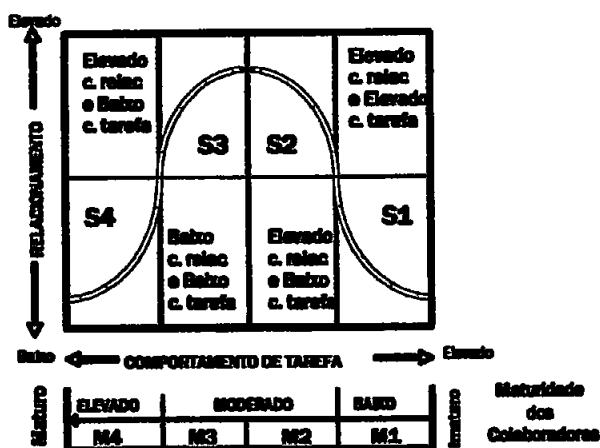 Elevado
Elevado
c. relac
e Baixo
c. tarefa
Elevado
c. relac
e Elevado
c. tarefa
S3
S2
RELACIONAMENTO
S4
S1
Baixo
c. relac
e Baixo
c. tarefa
Elevado
c. relac
e Baixo
c. tarefa
Baixo
COMPORTAMENTO DE TAREFA
Elevado
Maturo
ELEVADO
MODERADO
BAIXO
Imaturo
Maturidade
dos
Colaboradores
M4
M3
M2
M1